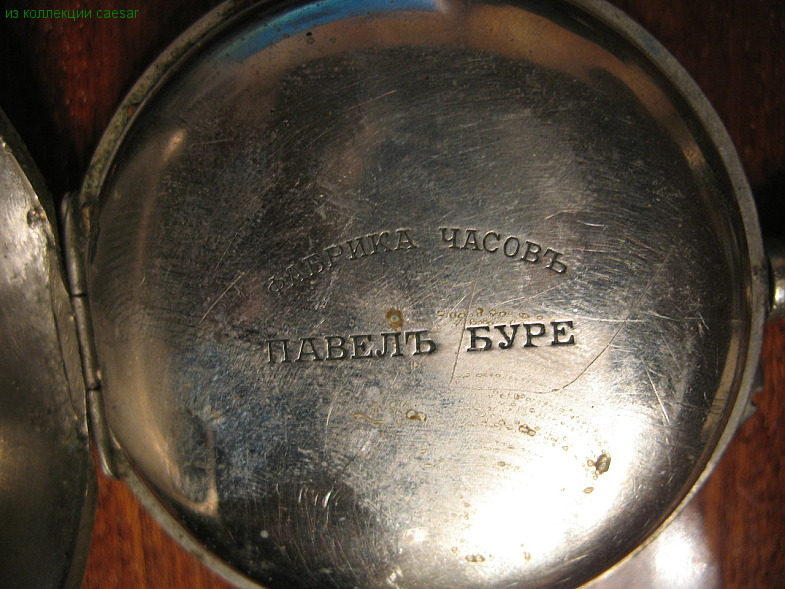 из коллекции caesar
ФАБРИКА ЧАСОВЪ
ПАВЕЛЪ БУРЕ